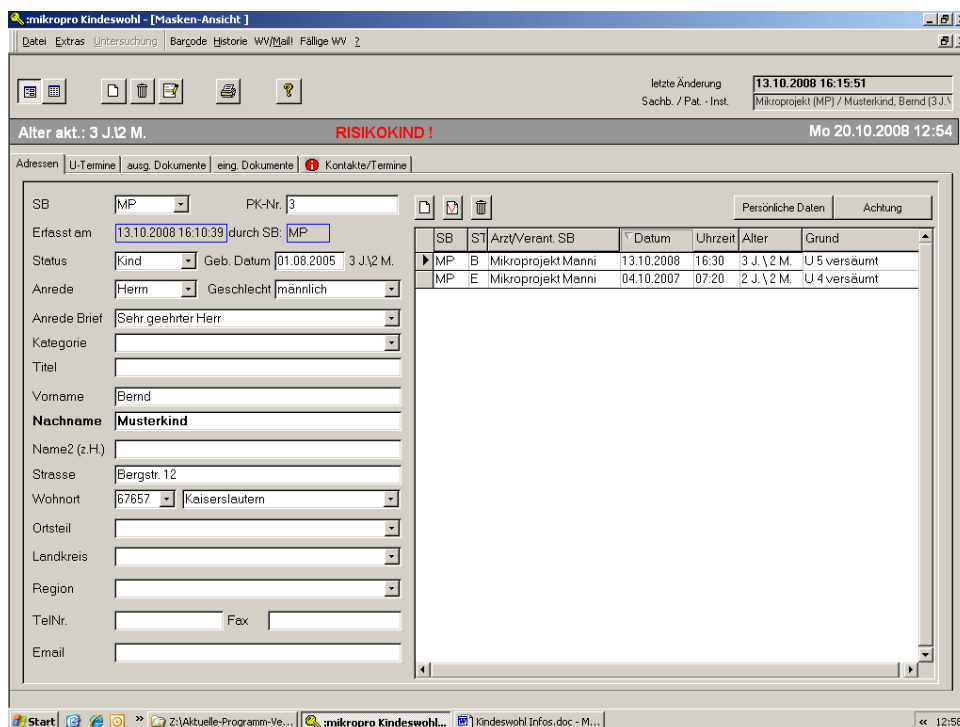 :mikropro Kindeswohl - [Masken-Ansicht ]
Datei Extras Untersuchung Barcode Historie WV/Mail! Fällige WV ?
letzte Änderung 13.10.2008 16:15:51
Sachb. / Pat. - Inst. Mikroprojekt (MP) / Musterkind, Bernd (3 J.\
Alter akt.: 3 J.\2 M. RISIKOKIND ! Mo 20.10.2008 12:54
Adressen U-Termine ausg. Dokumente eing. Dokumente Kontakte/Termine
SB MP PK-Nr. 3
Persönliche Daten Achtung
Erfasst am 13.10.2008 16:10:39 durch SB: MP
SB ST Arzt/Verant. SB Datum Uhrzeit Alter Grund
MP B Mikroprojekt Manni 13.10.2008 16:30 3 J. \ 2 M. U 5 versäumt
MP E Mikroprojekt Manni 04.10.2007 07:20 2 J. \ 2 M. U 4 versäumt
Status Kind Geb. Datum 01.08.2005 3 J.\2 M.
Anrede Herrn Geschlecht männlich
Anrede Brief Sehr geehrter Herr
Kategorie
Titel
Vorname Bernd
Nachname Musterkind
Name2 (z.H.)
Strasse Bergstr. 12
Wohnort 67657 Kaiserslautern
Ortsteil
Landkreis
Region
TelNr. Fax
Email
Start » Z:\Aktuelle-Programm-Ve... :mikropro Kindeswohl... Kindeswohl Infos.doc - M... « 12:58